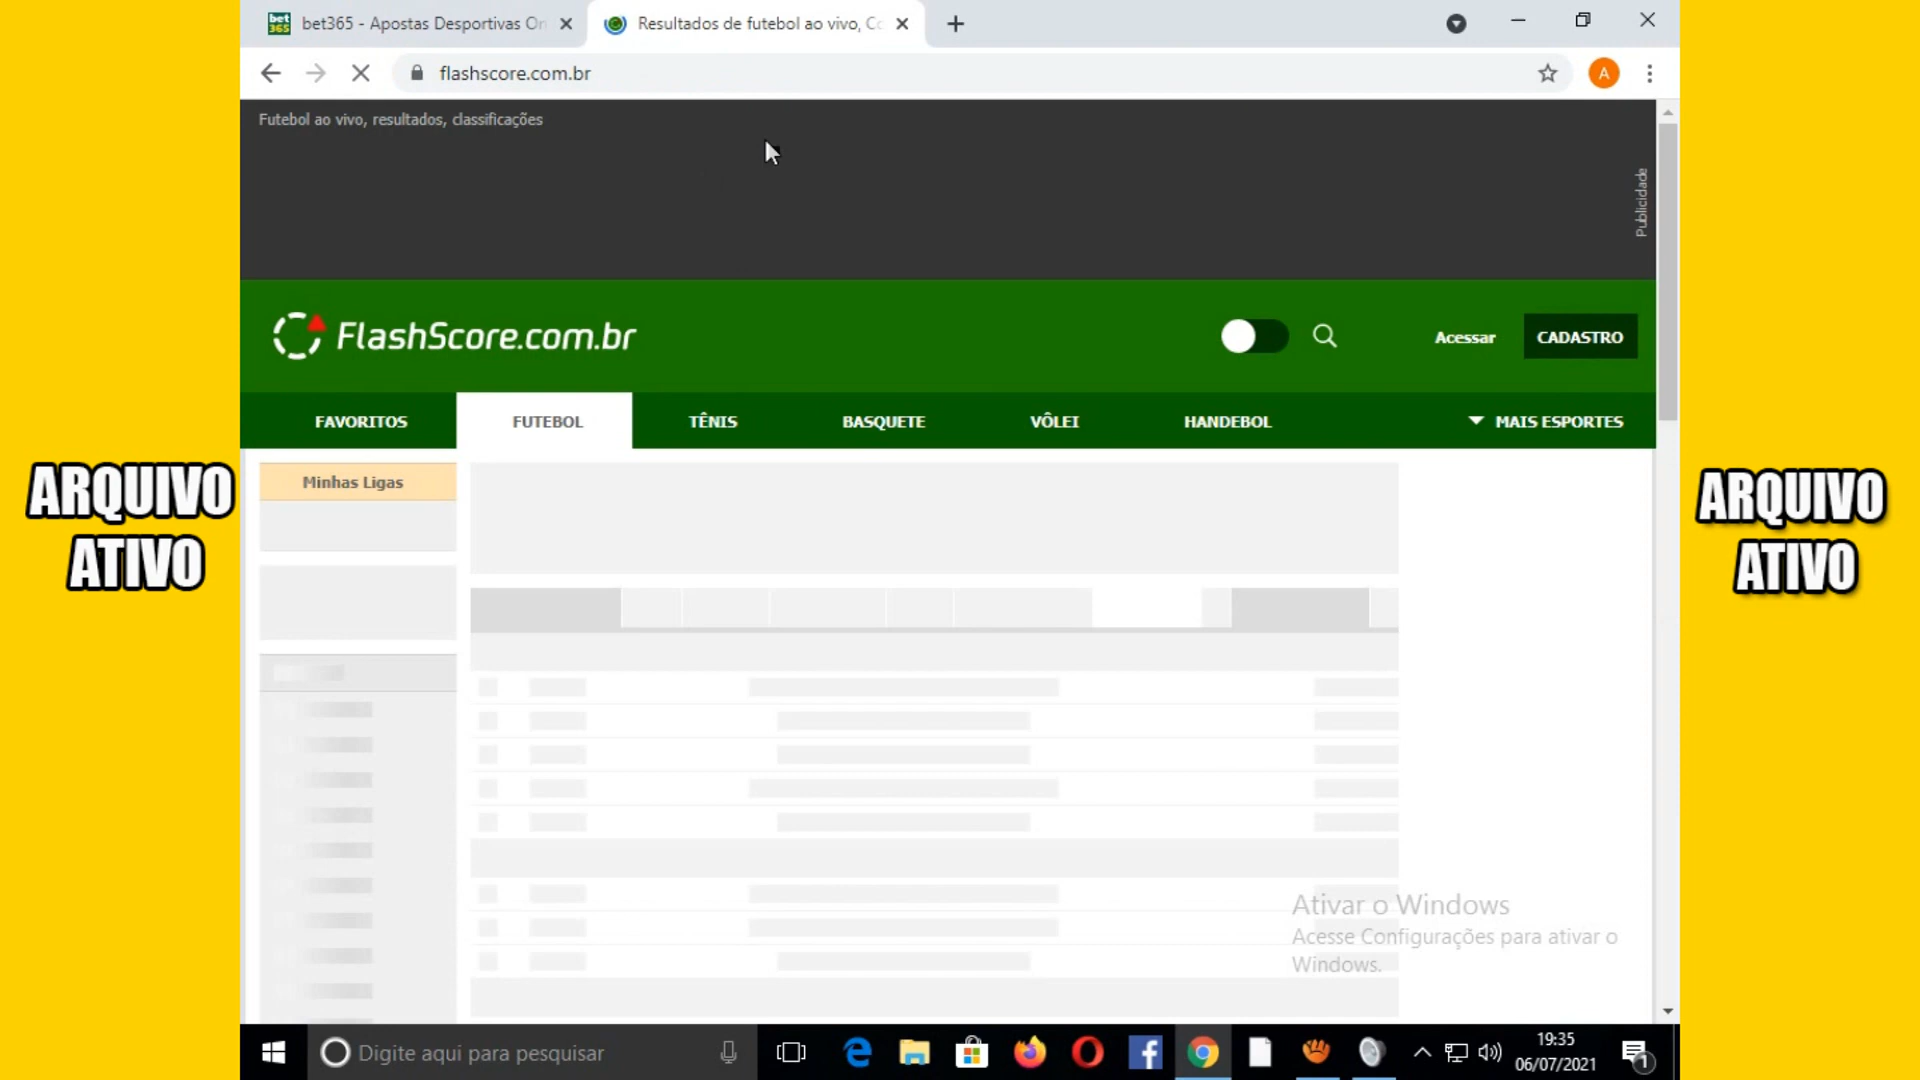 bet365 - Apostas Desportivas On
Resultados de futebol ao vivo, Co
flashscore.com.br
A
Futebol ao vivo, resultados, classificações
Publicidade
FlashScore.com.br
Acessar
CADASTRO
FAVORITOS
FUTEBOL
TÊNIS
BASQUETE
VÔLEI
HANDEBOL
MAIS ESPORTES
Minhas Ligas
ARQUIVO
ATIVO
ARQUIVO
ATIVO
Ativar o Windows
Acesse Configurações para ativar o
Windows.
Digite aqui para pesquisar
19:35
06/07/2021
1